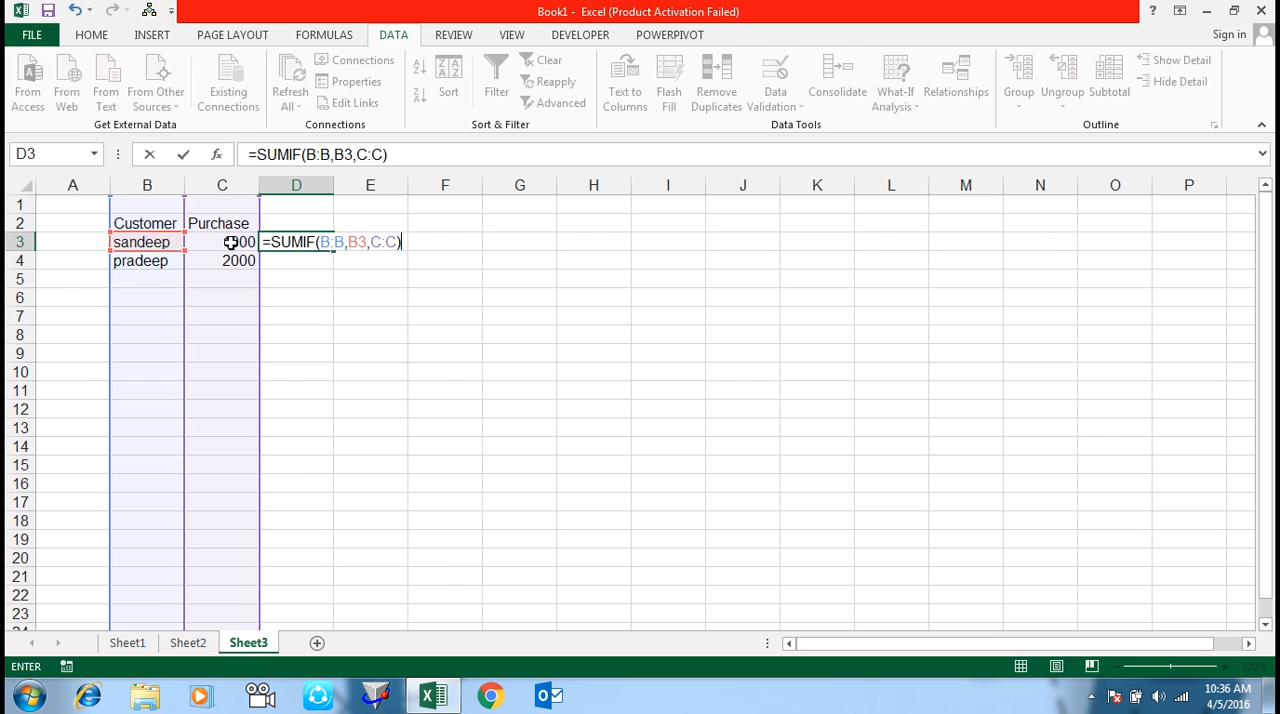 Book1 - Excel (Product Activation Failed)
FILE HOME INSERT PAGE LAYOUT FORMULAS DATA REVIEW VIEW DEVELOPER POWERPIVOT Sign in
From Access
From Web
From Text
From Other Sources
Existing Connections
Get External Data
Refresh All
Connections
Properties
Edit Links
Connections
Sort
Filter
Clear
Reapply
Advanced
Sort & Filter
Text to Columns
Flash Fill
Remove Duplicates
Data Validation
Consolidate
What-If Analysis
Relationships
Data Tools
Group
Ungroup
Subtotal
Show Detail
Hide Detail
Outline
D3 fx =SUMIF(B:B,B3,C:C)
A B C D E F G H I J K L M N O P
1
2 Customer Purchase
3 sandeep 00 =SUMIF(B:B,B3,C:C)
4 pradeep 2000
5
6
7
8
9
10
11
12
13
14
15
16
17
18
19
20
21
22
23
Sheet1 Sheet2 Sheet3
ENTER 100%
10:36 AM
4/5/2016